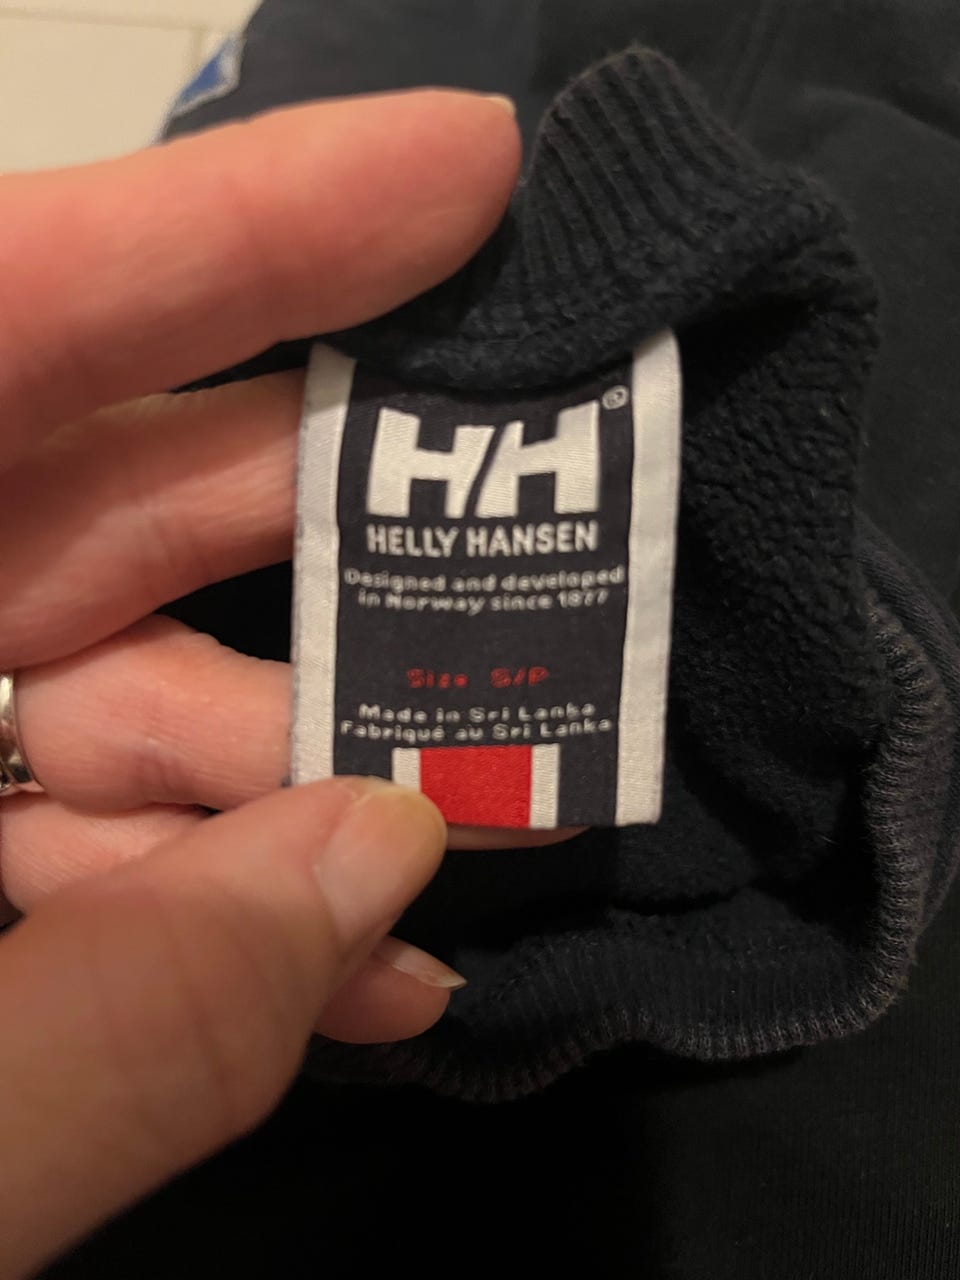 HH®
HELLY HANSEN
Designed and developed
in Norway since 1877
Size S/P
Made in Sri Lanka
Fabriqué au Sri Lanka